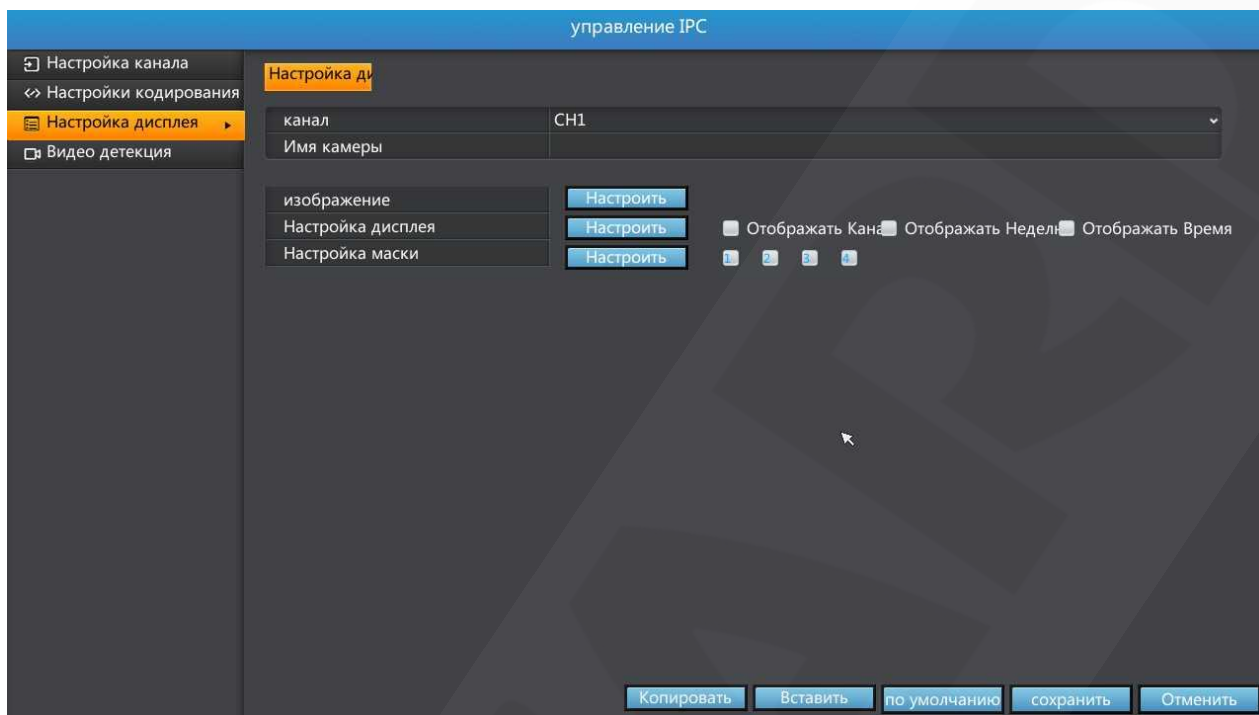 управление IPC
Настройка канала
Настройки кодирования
Настройка дисплея
Видео детекция
Настройка ди
канал CH1
Имя камеры
изображение Настроить
Настройка дисплея Настроить Отображать Кана Отображать Неделю Отображать Время
Настройка маски Настроить 1. 2. 3. 4.
Копировать Вставить по умолчанию сохранить Отменить